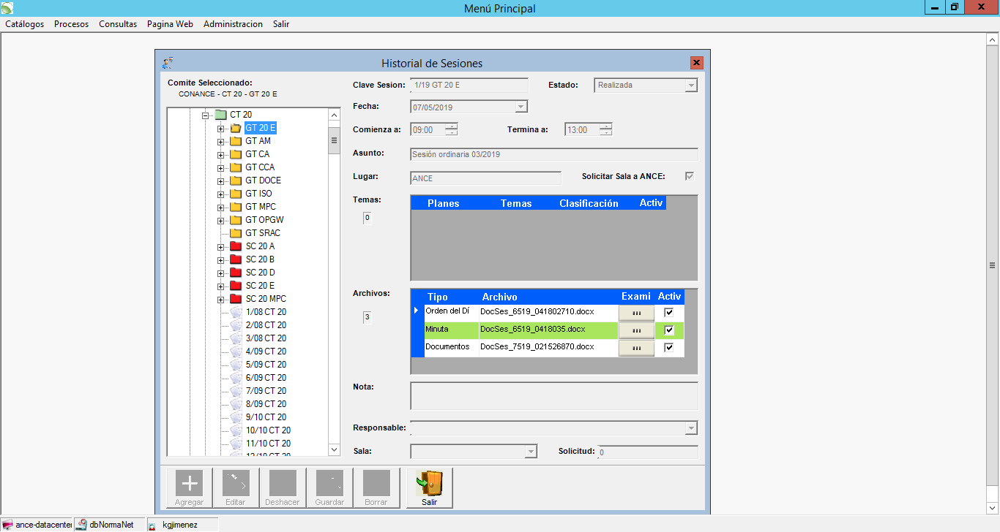 Menú Principal
Catálogos Procesos Consultas Pagina Web Administracion Salir
Historial de Sesiones
Comite Seleccionado:
CONANCE - CT 20 - GT 20 E
CT 20
GT 20 E
GT AM
GT CA
GT CCA
GT DOCE
GT ISO
GT MPC
GT OPGW
GT SRAC
SC 20 A
SC 20 B
SC 20 D
SC 20 E
SC 20 MPC
1/08 CT 20
2/08 CT 20
3/08 CT 20
4/09 CT 20
5/09 CT 20
6/09 CT 20
7/09 CT 20
8/09 CT 20
9/10 CT 20
10/10 CT 20
11/10 CT 20
Clave Sesion: 1/19 GT 20 E Estado: Realizada
Fecha: 07/05/2019
Comienza a: 09:00 Termina a: 13:00
Asunto: Sesión ordinaria 03/2019
Lugar: ANCE Solicitar Sala a ANCE:
Temas: Planes Temas Clasificación Activ
0
Archivos: Tipo Archivo Exami Activ
Orden del Dí DocSes_6519_041802710.docx ...
3
Minuta DocSes_6519_0418035.docx ...
Documentos DocSes_7519_021526870.docx ...
Nota:
Responsable:
Sala: Solicitud: 0
Agregar Editar Deshacer Guardar Borrar Salir
ance-datacenter dbNormaNet kgjimenez